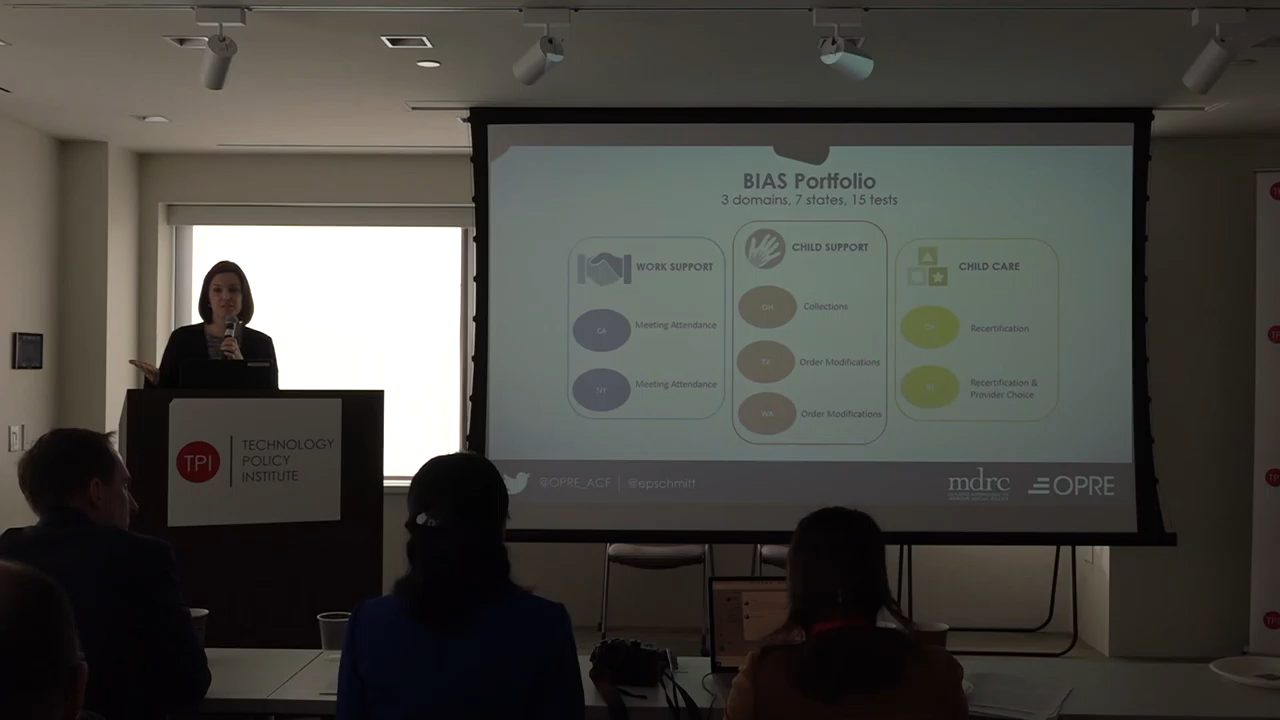 BIAS Portfolio
3 domains, 7 states, 15 tests
WORK SUPPORT
CA
Meeting Attendance
NY
Meeting Attendance
CHILD SUPPORT
OH
Collections
TX
Order Modifications
WA
Order Modifications
CHILD CARE
Recertification
Recertification &
Provider Choice
@OPRE_ACF | @epschmitt
mdrc
OPRE
TPI
TECHNOLOGY
POLICY
INSTITUTE